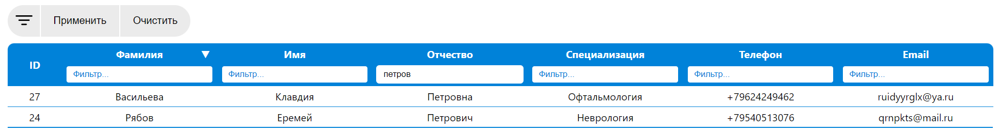 Применить Очистить
ID Фамилия ▼ Имя Отчество Специализация Телефон Email
Фильтр... Фильтр... петров Фильтр... Фильтр... Фильтр...
27 Васильева Клавдия Петровна Офтальмология +79624249462 ruidyyrglx@ya.ru
24 Рябов Еремей Петрович Неврология +79540513076 qrnpkts@mail.ru